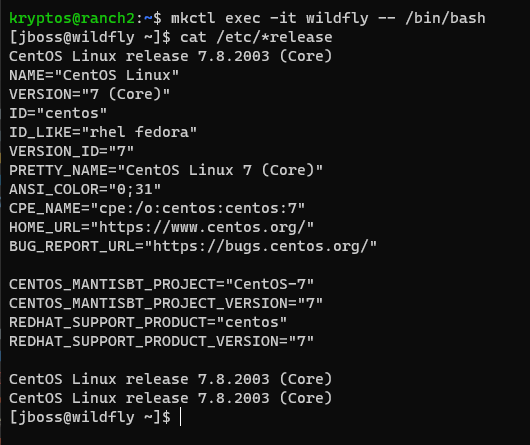 kryptos@ranch2:~$ mkctl exec -it wildfly -- /bin/bash
[jboss@wildfly ~]$ cat /etc/*release
CentOS Linux release 7.8.2003 (Core)
NAME="CentOS Linux"
VERSION="7 (Core)"
ID="centos"
ID_LIKE="rhel fedora"
VERSION_ID="7"
PRETTY_NAME="CentOS Linux 7 (Core)"
ANSI_COLOR="0;31"
CPE_NAME="cpe:/o:centos:centos:7"
HOME_URL="https://www.centos.org/"
BUG_REPORT_URL="https://bugs.centos.org/"

CENTOS_MANTISBT_PROJECT="CentOS-7"
CENTOS_MANTISBT_PROJECT_VERSION="7"
REDHAT_SUPPORT_PRODUCT="centos"
REDHAT_SUPPORT_PRODUCT_VERSION="7"

CentOS Linux release 7.8.2003 (Core)
CentOS Linux release 7.8.2003 (Core)
[jboss@wildfly ~]$